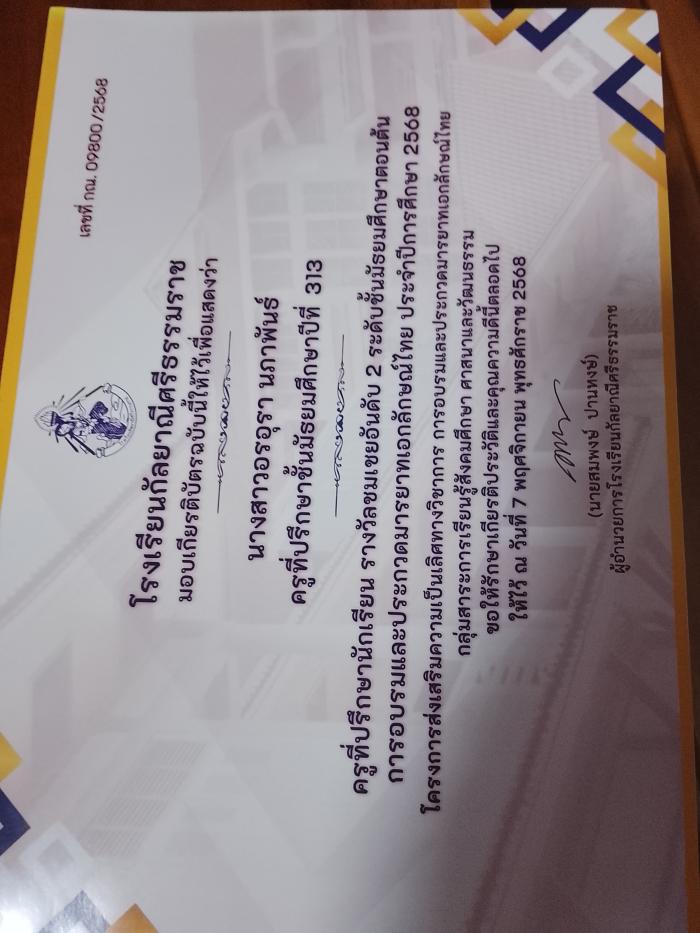 เลขที่ กณ. 09800/2568
โรงเรียนกัลยาณีศรีธรรมราช
มอบเกียรติบัตรฉบับนี้ให้ไว้เพื่อแสดงว่า
นางสาวอรอุรา นภาพันธ์
ครูที่ปรึกษาชั้นมัธยมศึกษาปีที่ 313
ครูที่ปรึกษานักเรียน รางวัลชมเชยอันดับ 2 ระดับชั้นมัธยมศึกษาตอนต้น
การอบรมและประกวดมารยาทเอกลักษณ์ไทย ประจำปีการศึกษา 2568
โครงการส่งเสริมความเป็นเลิศทางวิชาการ การอบรมและประกวดมารยาทเอกลักษณ์ไทย
กลุ่มสาระการเรียนรู้สังคมศึกษา ศาสนาและวัฒนธรรม
ขอให้รักษาเกียรติประวัติและคุณความดีนี้ตลอดไป
ให้ไว้ ณ วันที่ 7 พฤศจิกายน พุทธศักราช 2568
(นายสมพงษ์ ปานหงษ์)
ผู้อำนวยการโรงเรียนกัลยาณีศรีธรรมราช